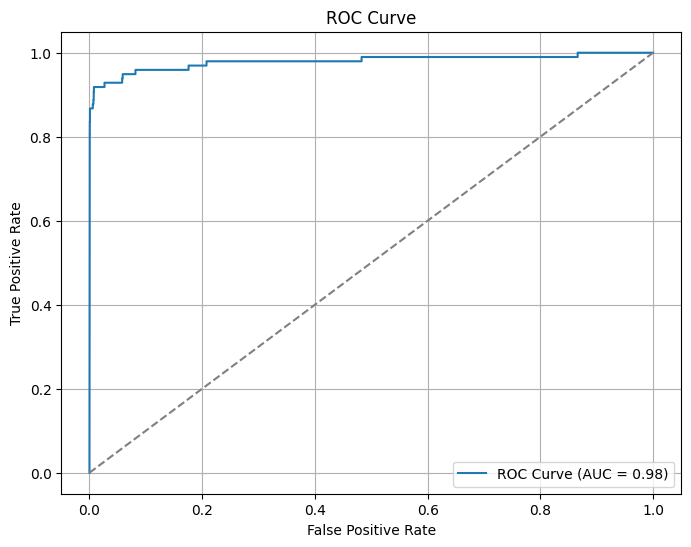 ROC Curve
1.0
0.8
0.6
0.4
0.2
0.0
True Positive Rate
ROC Curve (AUC = 0.98)
0.0 0.2 0.4 0.6 0.8 1.0
False Positive Rate